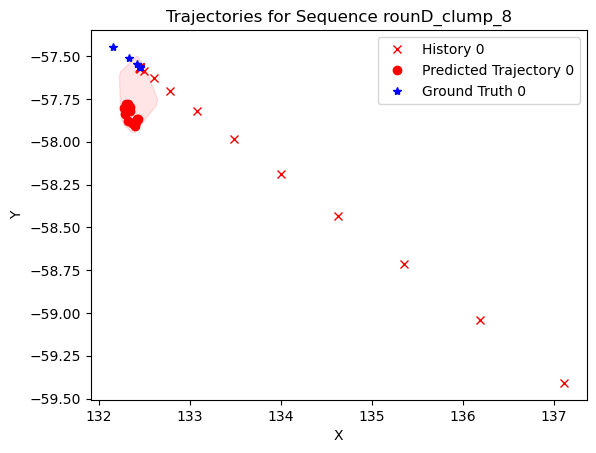 Trajectories for Sequence rounD_clump_8
History 0
Predicted Trajectory 0
Ground Truth 0
Y
−57.50
−57.75
−58.00
−58.25
−58.50
−58.75
−59.00
−59.25
−59.50
132
133
134
135
136
137
X